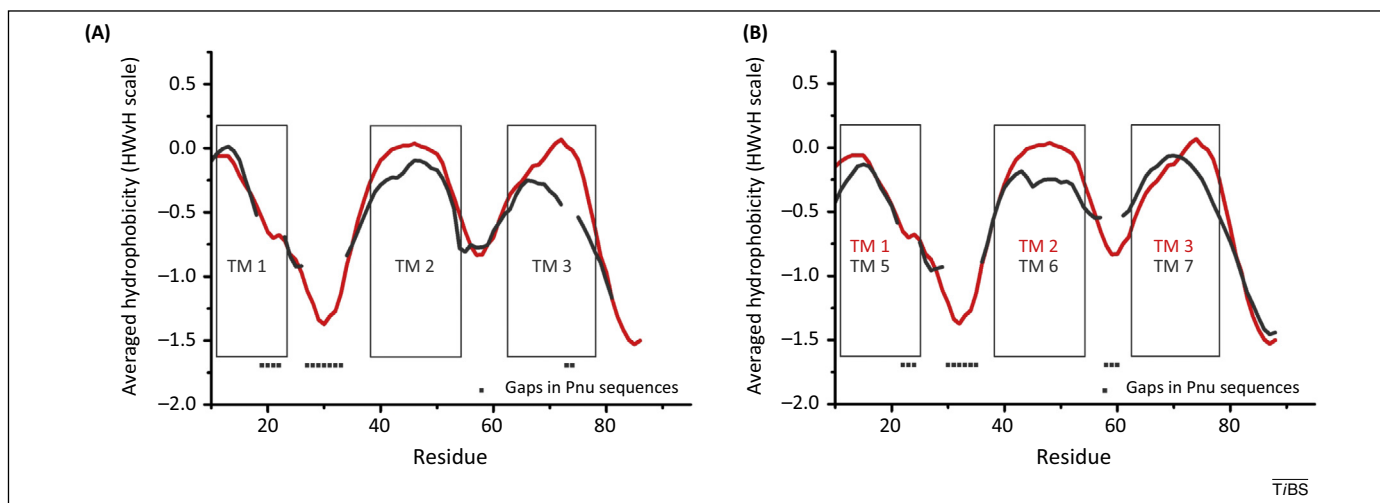 (A)
Averaged hydrophobicity (HWvH scale)
0.5
0.0
–0.5
–1.0
–1.5
–2.0
TM 1
TM 2
TM 3
Gaps in Pnu sequences
20
40
60
80
Residue
(B)
Averaged hydrophobicity (HWvH scale)
0.5
0.0
–0.5
–1.0
–1.5
–2.0
TM 1
TM 5
TM 2
TM 6
TM 3
TM 7
Gaps in Pnu sequences
20
40
60
80
Residue
TiBS